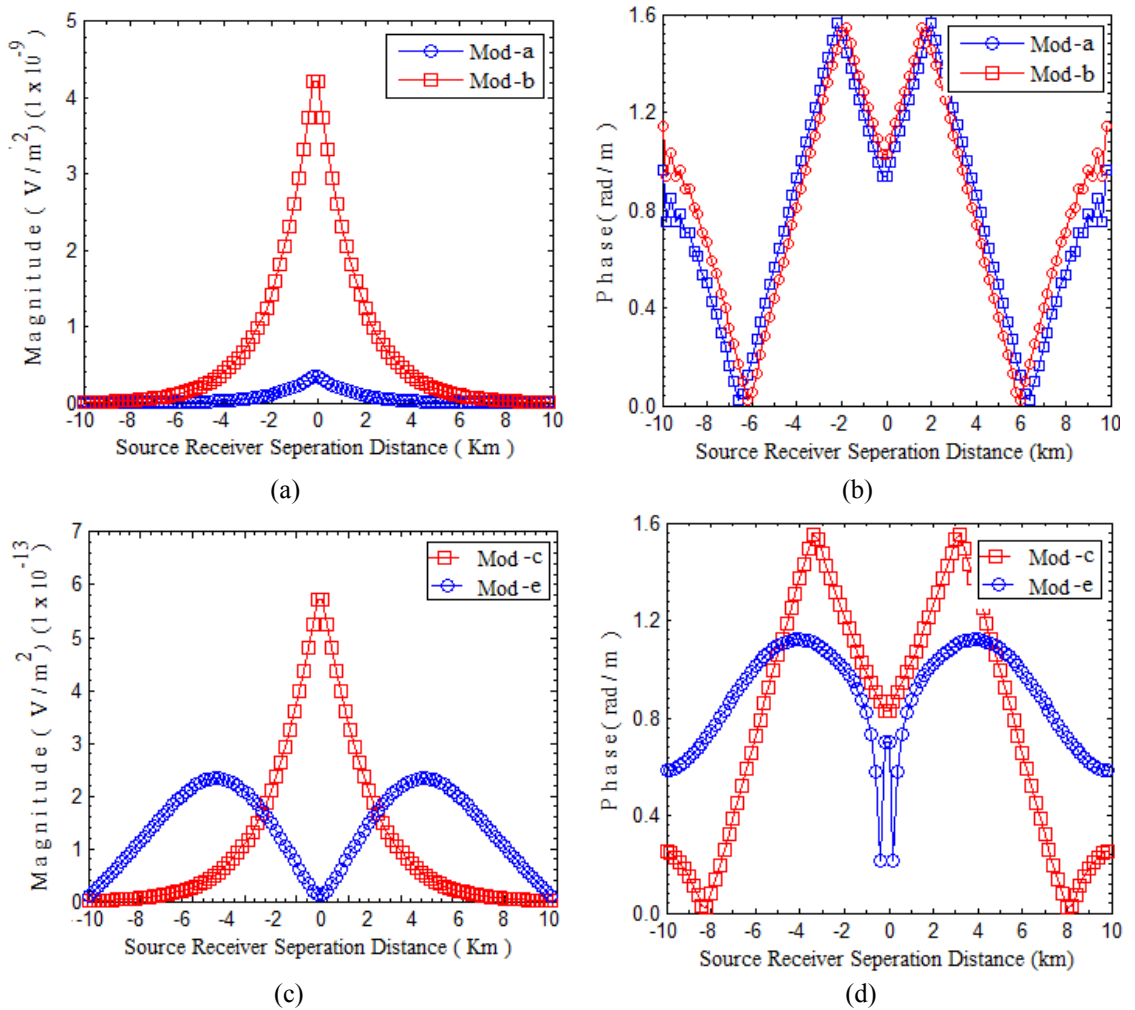 Magnitude ( V/m^2) (1 x 10^-9)
5
4
3
2
1
0
-10 -8 -6 -4 -2 0 2 4 6 8 10
Source Receiver Seperation Distance ( Km )
Mod-a
Mod-b
(a)
Phase( rad/m )
1.6
1.2
0.8
0.4
0.0
-10 -8 -6 -4 -2 0 2 4 6 8 10
Source Receiver Seperation Distance (km)
Mod-a
Mod-b
(b)
Magnitude ( V/m^2) (1 x 10^-13)
7
6
5
4
3
2
1
0
-10 -8 -6 -4 -2 0 2 4 6 8 10
Source Receiver Seperation Distance ( Km )
Mod-c
Mod-e
(c)
Phase( rad/m )
1.6
1.2
0.8
0.4
0.0
-10 -8 -6 -4 -2 0 2 4 6 8 10
Source Receiver Seperation Distance (km)
Mod-c
Mod-e
(d)